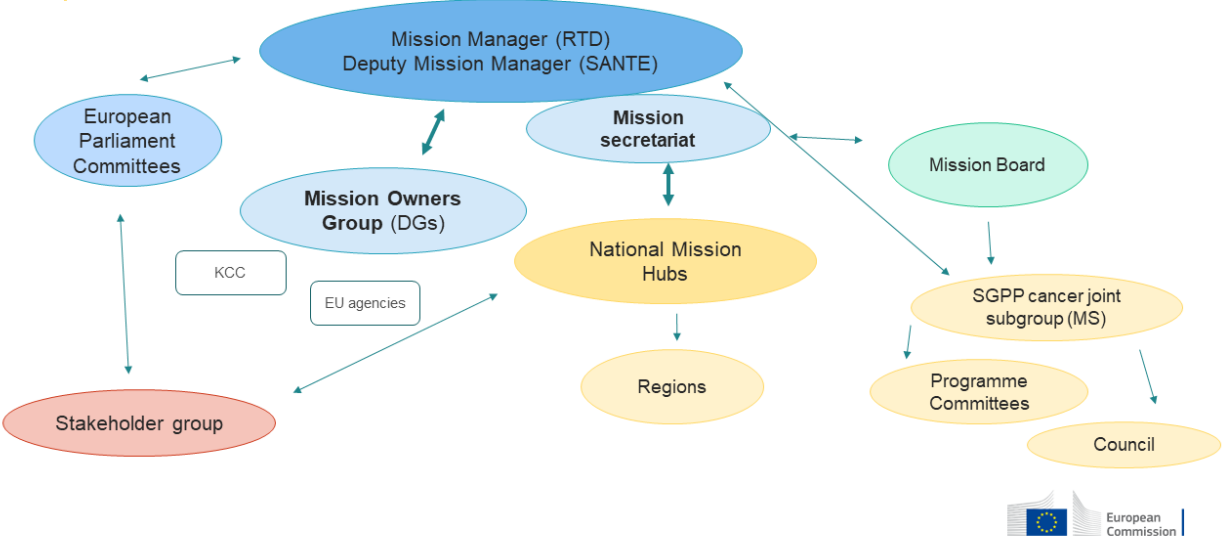 Mission Manager (RTD)
Deputy Mission Manager (SANTE)
European
Parliament
Committees
Mission
secretariat
Mission Board
Mission Owners
Group (DGs)
National Mission
Hubs
KCC
EU agencies
SGPP cancer joint
subgroup (MS)
Regions
Programme
Committees
Stakeholder group
Council
European
Commission